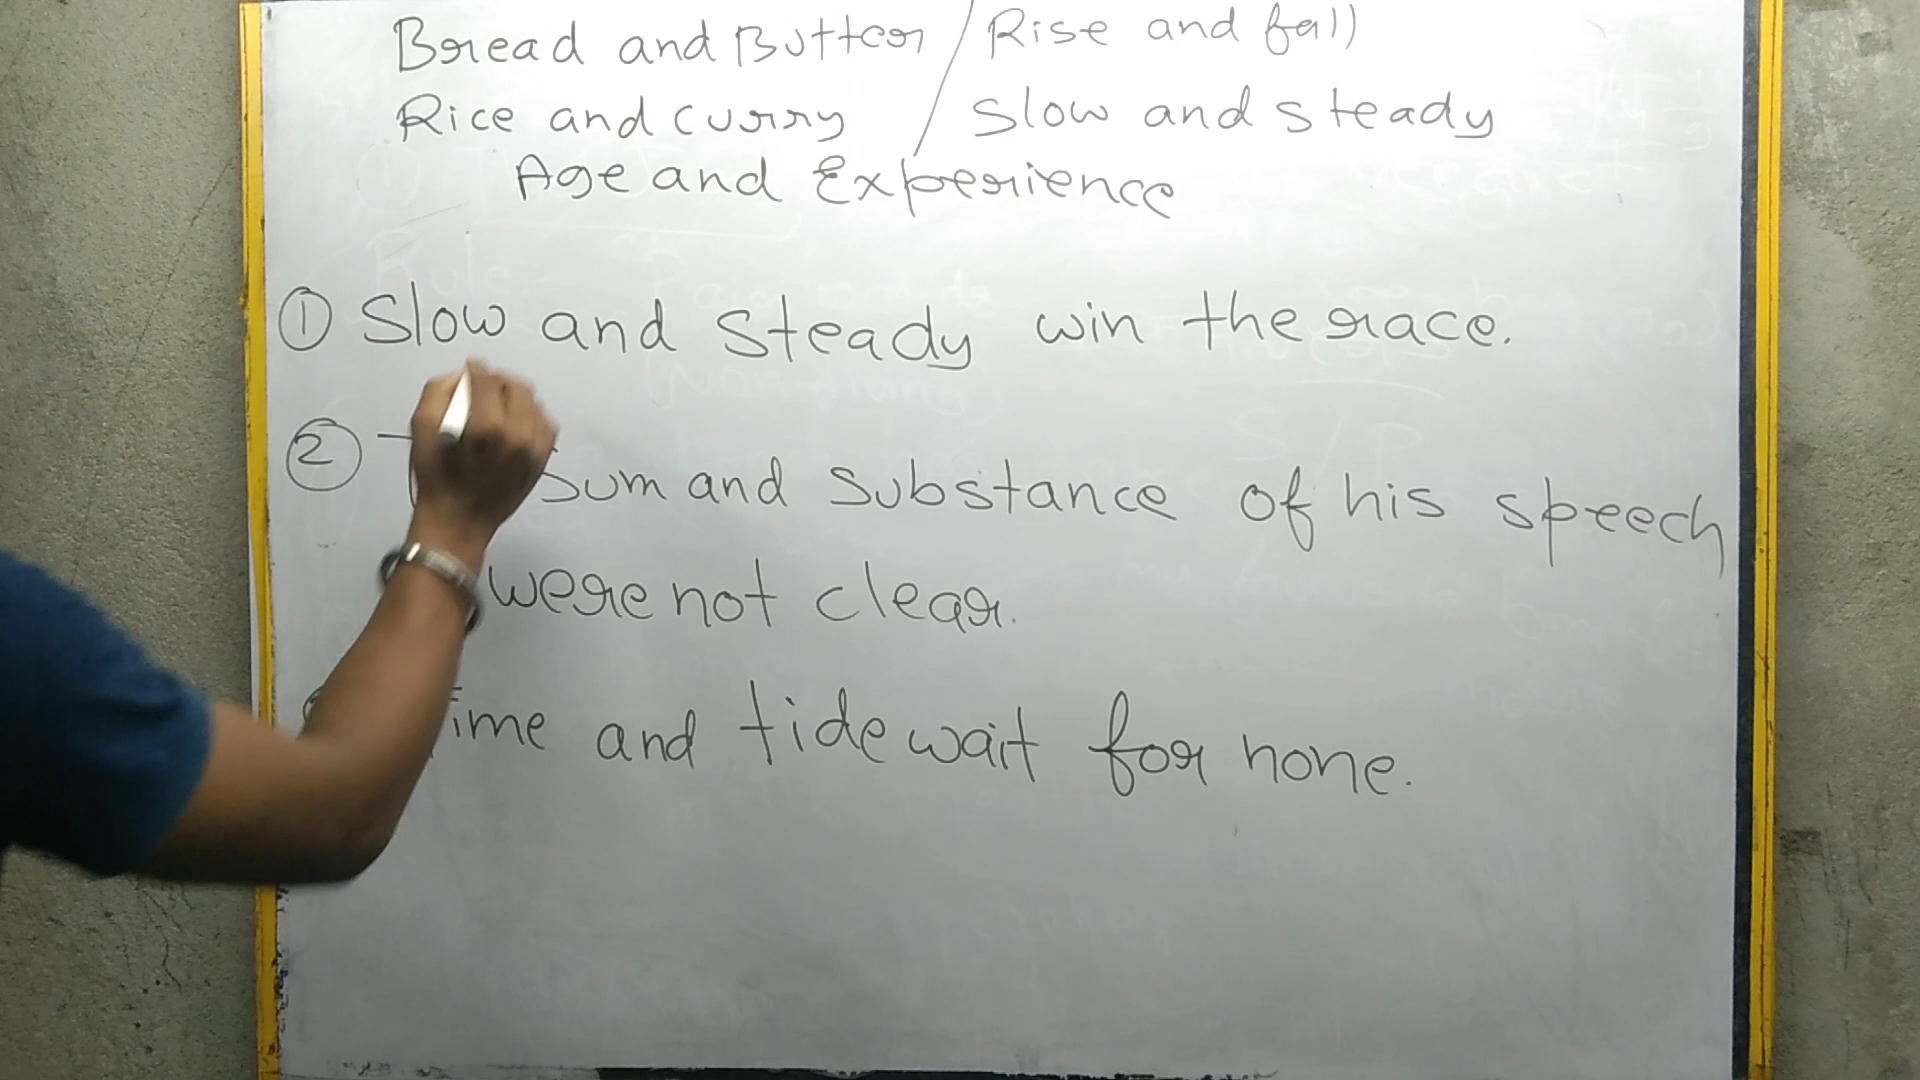 Bread and Butter / Rise and fall
Rice and curry / Slow and steady
Age and Experience
① Slow and steady win the race.
② Sum and substance of his speech
were not clear.
Time and tide wait for none.